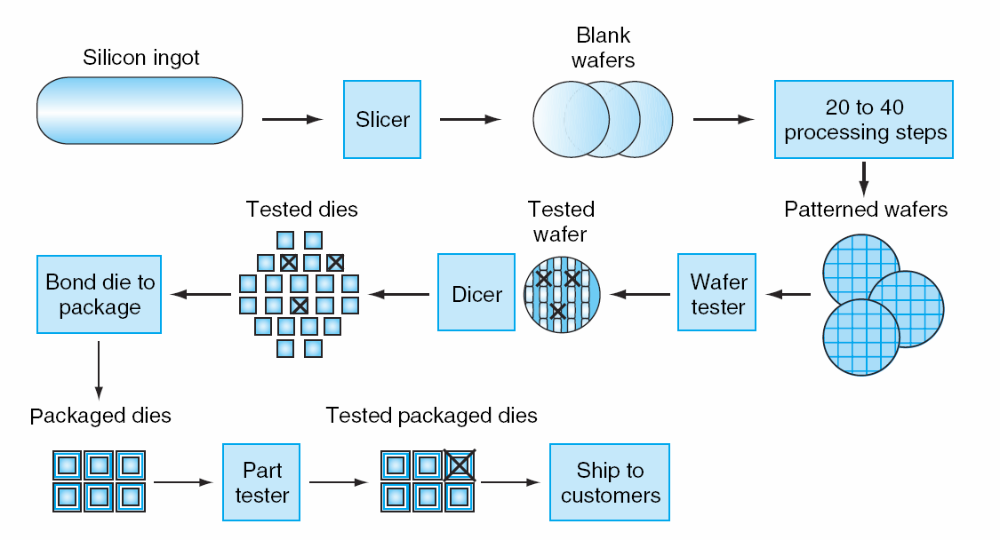 Silicon ingot
Slicer
Blank
wafers
20 to 40
processing steps
Patterned wafers
Wafer
tester
Tested
wafer
Dicer
Tested dies
Bond die to
package
Packaged dies
Part
tester
Tested packaged dies
Ship to
customers